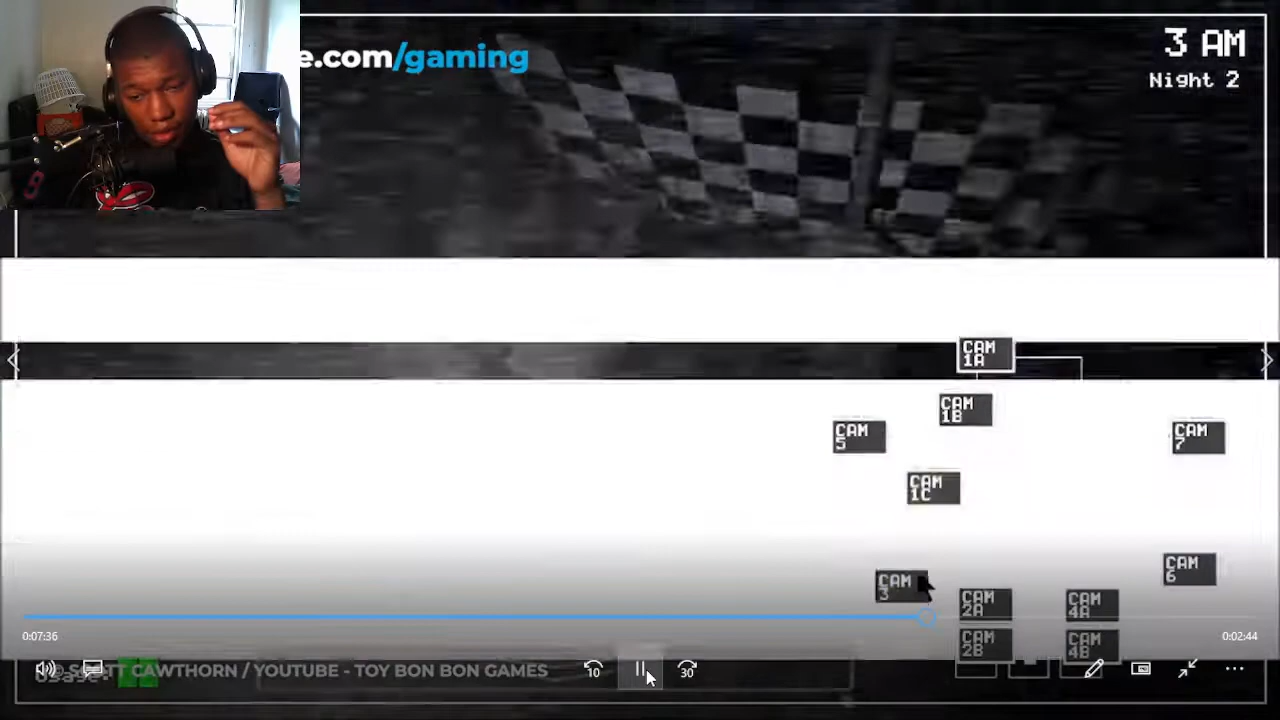 e.com/gaming
3 AM
Night 2
CAM
1A
CAM
1B
CAM
5
CAM
7
CAM
1C
CAM
6
CAM
3
CAM
2A
CAM
4A
CAM
2B
CAM
4B
0:07:36
0:02:44
© SCOTT CAWTHORN / YOUTUBE - TOY BON BON GAMES
Usage:
10
30